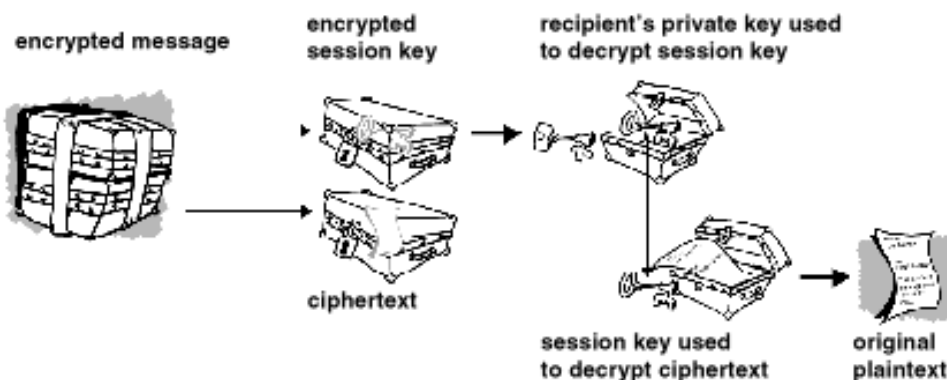 encrypted message
encrypted
session key
recipient's private key used
to decrypt session key
ciphertext
session key used
to decrypt ciphertext
original
plaintext